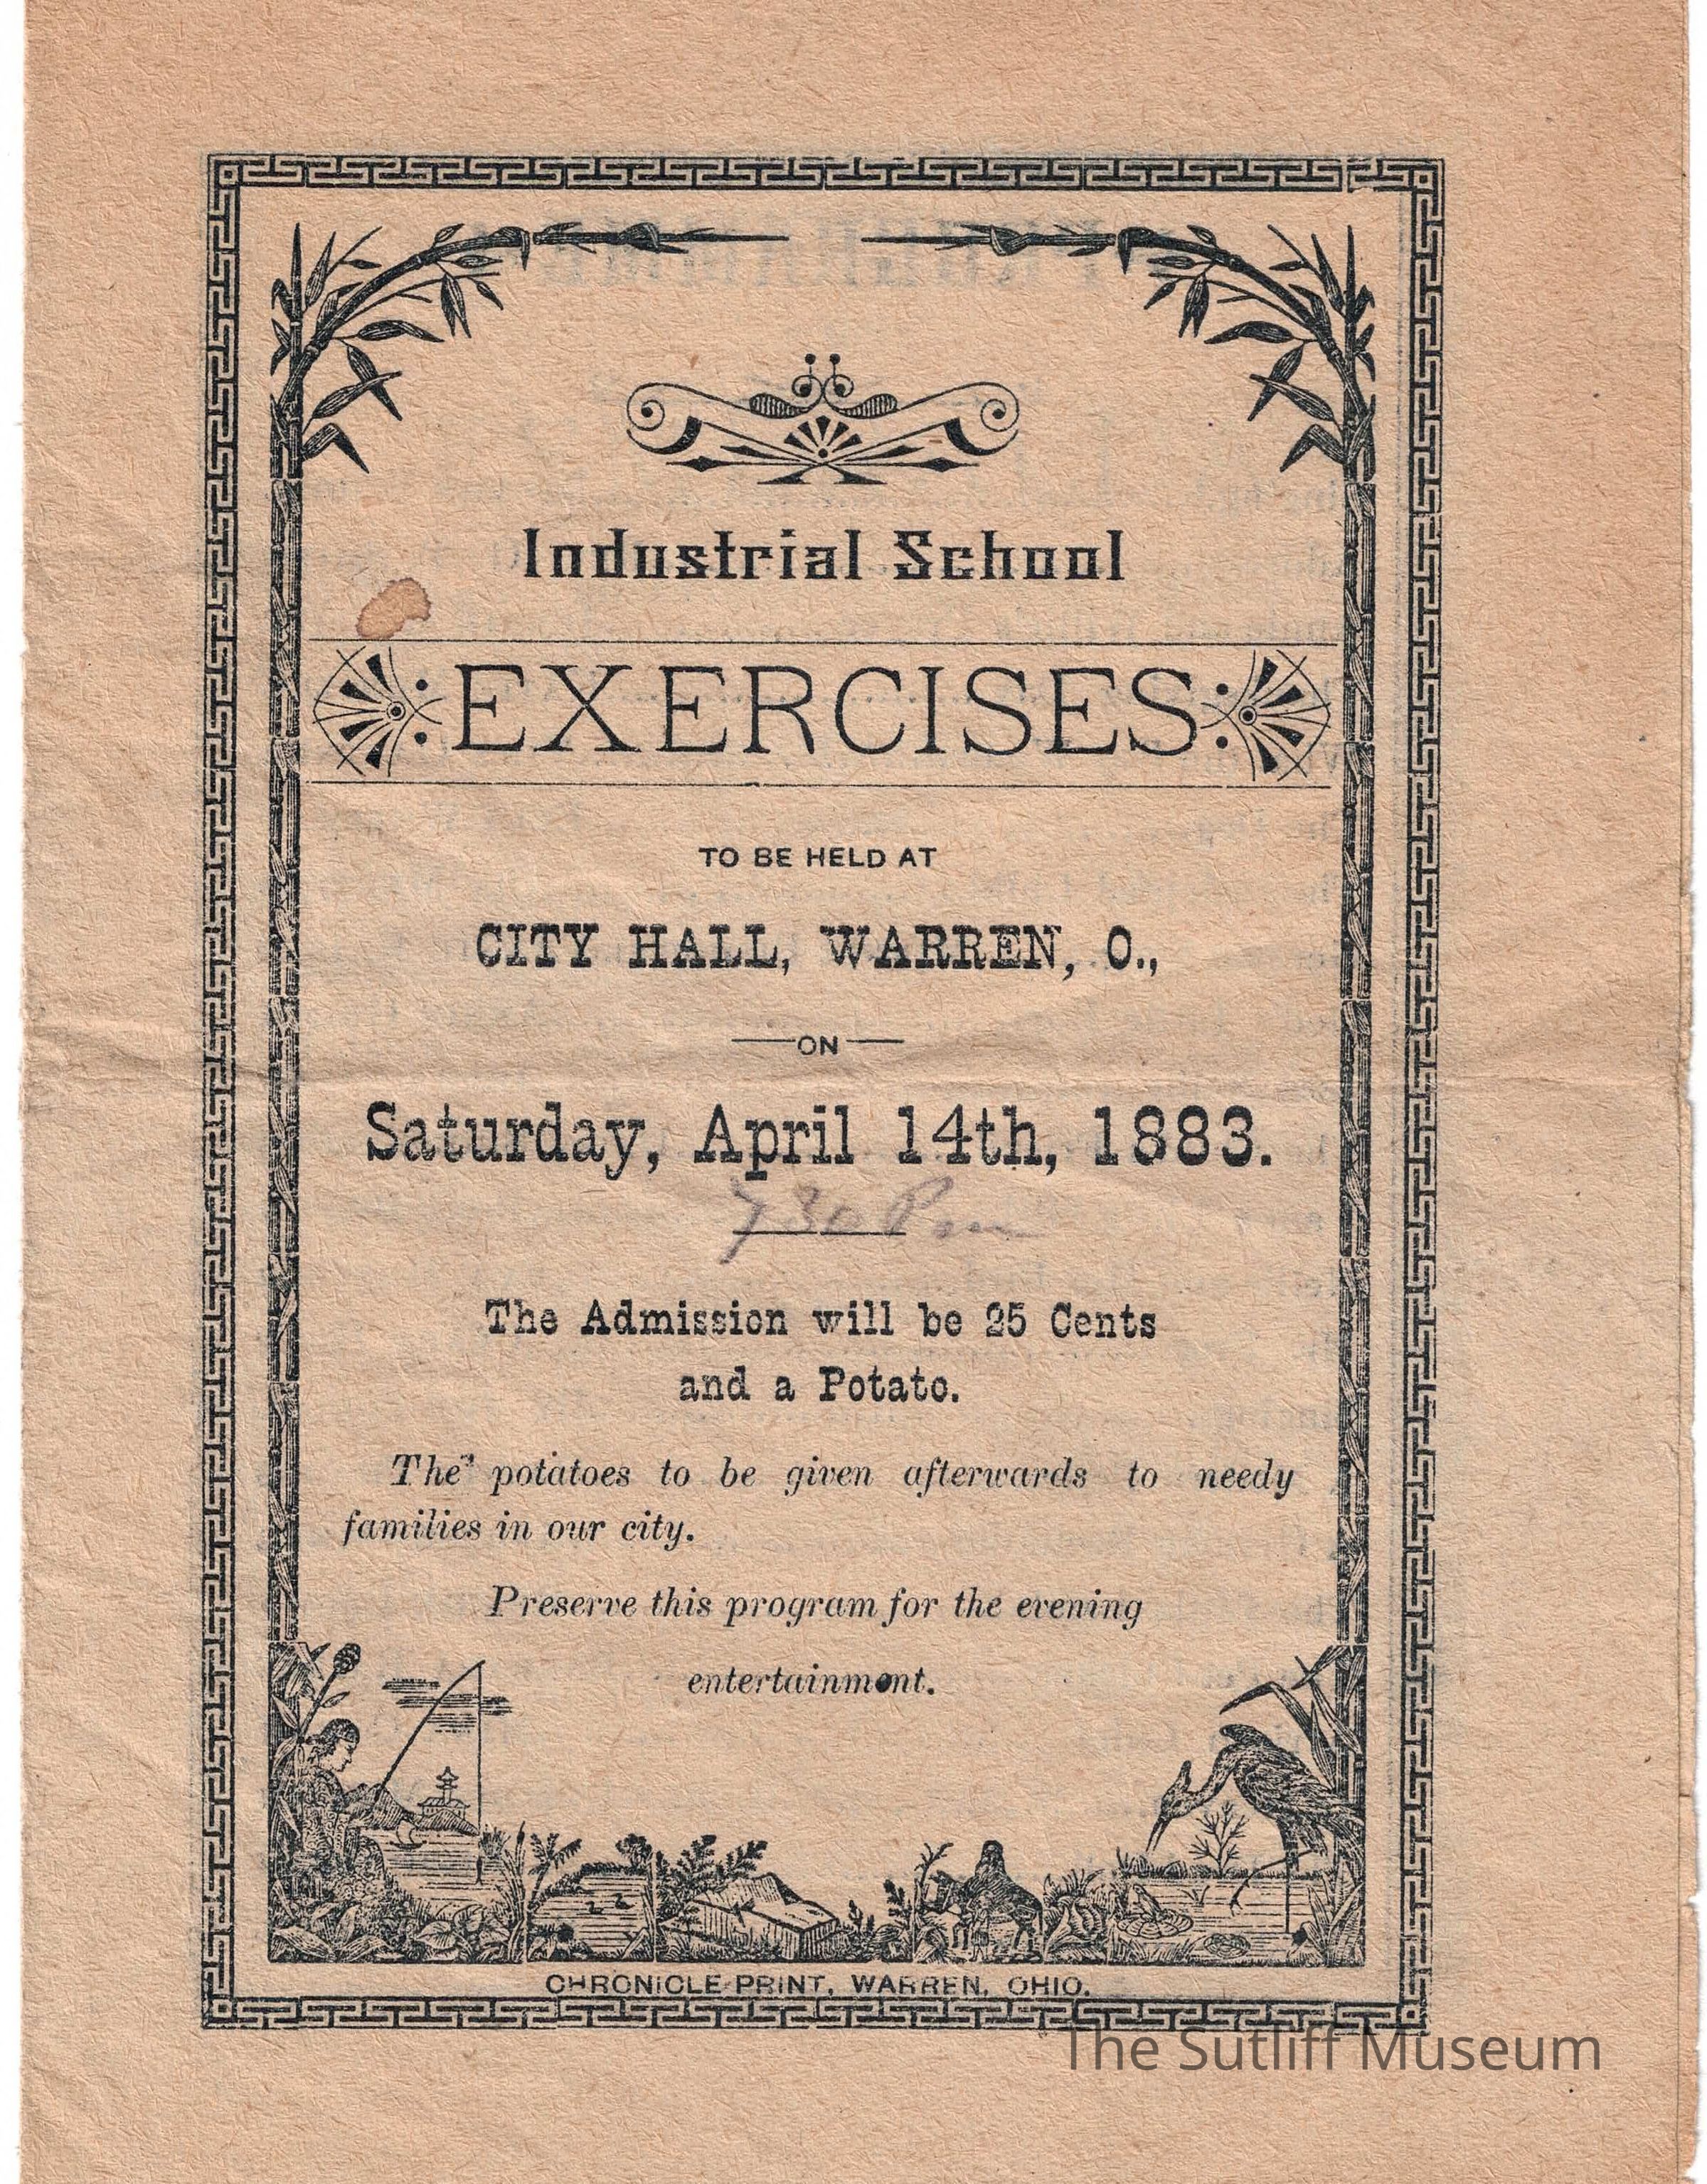 Industrial School
EXERCISES
TO BE HELD AT
CITY HALL, WARREN, O.,
ON
Saturday, April 14th, 1883.
730 Pm
The Admission will be 25 Cents
and a Potato.
The potatoes to be given afterwards to needy
families in our city.
Preserve this program for the evening
entertainment.
CHRONICLE PRINT, WARREN, OHIO.
The Sutliff Museum